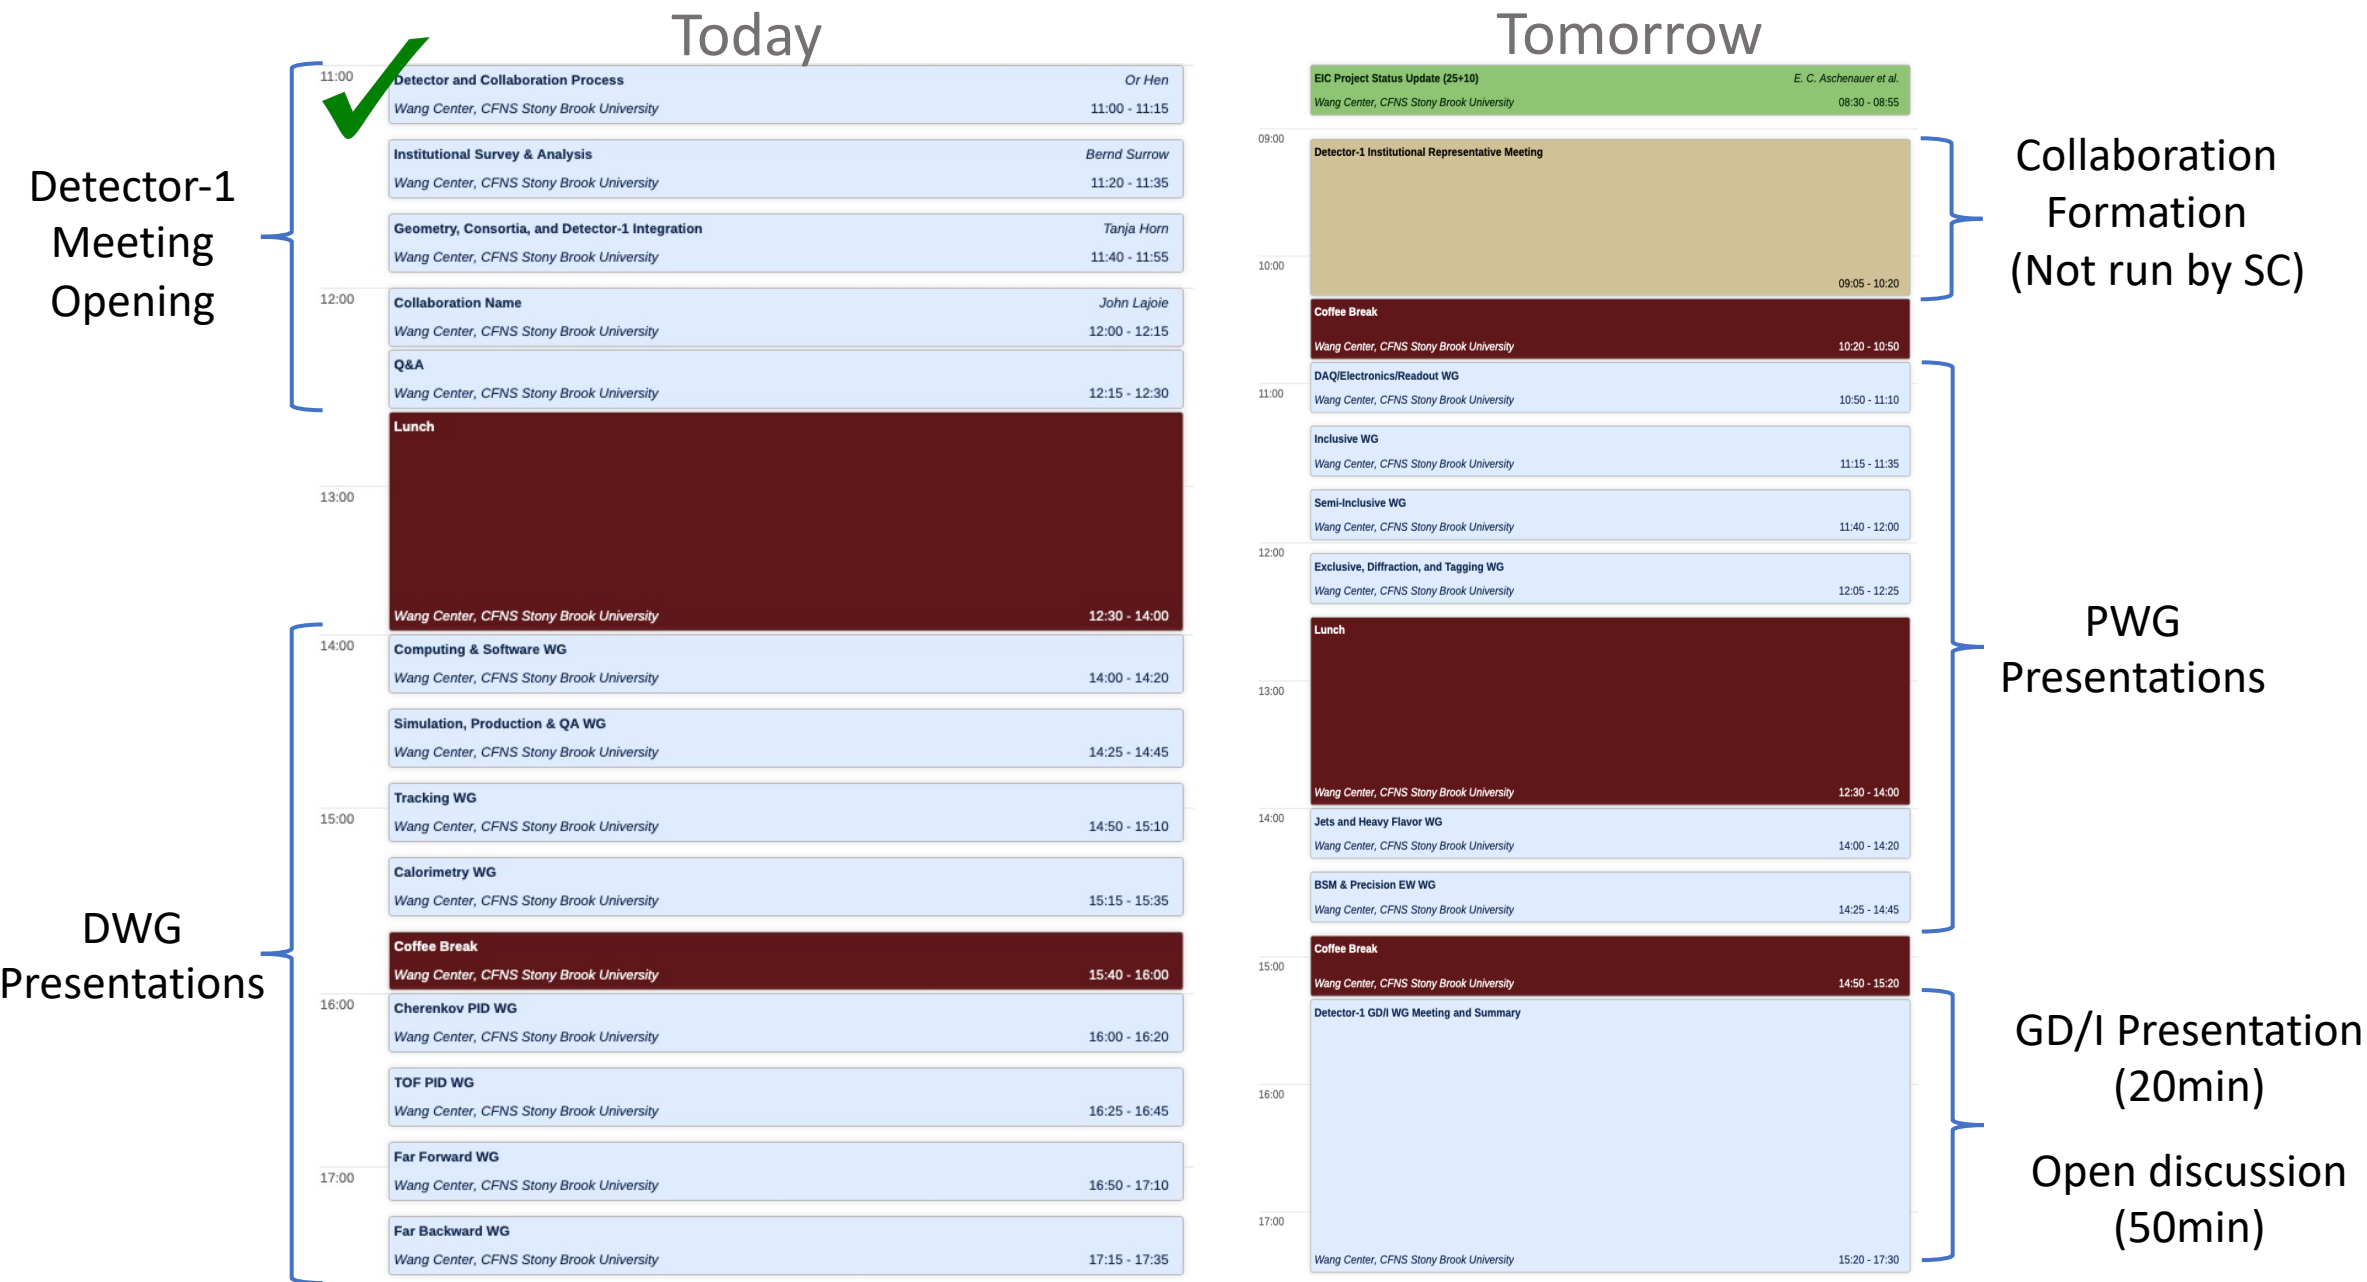 Today
Detector-1
Meeting
Opening
11:00
Detector and Collaboration Process Or Hen
Wang Center, CFNS Stony Brook University 11:00 - 11:15
Institutional Survey & Analysis Bernd Surrow
Wang Center, CFNS Stony Brook University 11:20 - 11:35
Geometry, Consortia, and Detector-1 Integration Tanja Horn
Wang Center, CFNS Stony Brook University 11:40 - 11:55
12:00
Collaboration Name John Lajoie
Wang Center, CFNS Stony Brook University 12:00 - 12:15
Q&A
Wang Center, CFNS Stony Brook University 12:15 - 12:30
Lunch
13:00
Wang Center, CFNS Stony Brook University 12:30 - 14:00
DWG
Presentations
14:00
Computing & Software WG
Wang Center, CFNS Stony Brook University 14:00 - 14:20
Simulation, Production & QA WG
Wang Center, CFNS Stony Brook University 14:25 - 14:45
Tracking WG
15:00
Wang Center, CFNS Stony Brook University 14:50 - 15:10
Calorimetry WG
Wang Center, CFNS Stony Brook University 15:15 - 15:35
Coffee Break
Wang Center, CFNS Stony Brook University 15:40 - 16:00
16:00
Cherenkov PID WG
Wang Center, CFNS Stony Brook University 16:00 - 16:20
TOF PID WG
Wang Center, CFNS Stony Brook University 16:25 - 16:45
Far Forward WG
17:00
Wang Center, CFNS Stony Brook University 16:50 - 17:10
Far Backward WG
Wang Center, CFNS Stony Brook University 17:15 - 17:35
Tomorrow
EIC Project Status Update (25+10) E. C. Aschenauer et al.
Wang Center, CFNS Stony Brook University 08:30 - 08:55
09:00
Detector-1 Institutional Representative Meeting
10:00
09:05 - 10:20
Collaboration
Formation
(Not run by SC)
Coffee Break
Wang Center, CFNS Stony Brook University 10:20 - 10:50
DAQ/Electronics/Readout WG
11:00
Wang Center, CFNS Stony Brook University 10:50 - 11:10
Inclusive WG
Wang Center, CFNS Stony Brook University 11:15 - 11:35
Semi-Inclusive WG
Wang Center, CFNS Stony Brook University 11:40 - 12:00
12:00
Exclusive, Diffraction, and Tagging WG
Wang Center, CFNS Stony Brook University 12:05 - 12:25
Lunch
13:00
Wang Center, CFNS Stony Brook University 12:30 - 14:00
14:00
Jets and Heavy Flavor WG
Wang Center, CFNS Stony Brook University 14:00 - 14:20
BSM & Precision EW WG
Wang Center, CFNS Stony Brook University 14:25 - 14:45
PWG
Presentations
Coffee Break
15:00
Wang Center, CFNS Stony Brook University 14:50 - 15:20
Detector-1 GD/I WG Meeting and Summary
16:00
17:00
Wang Center, CFNS Stony Brook University 15:20 - 17:30
GD/I Presentation
(20min)
Open discussion
(50min)